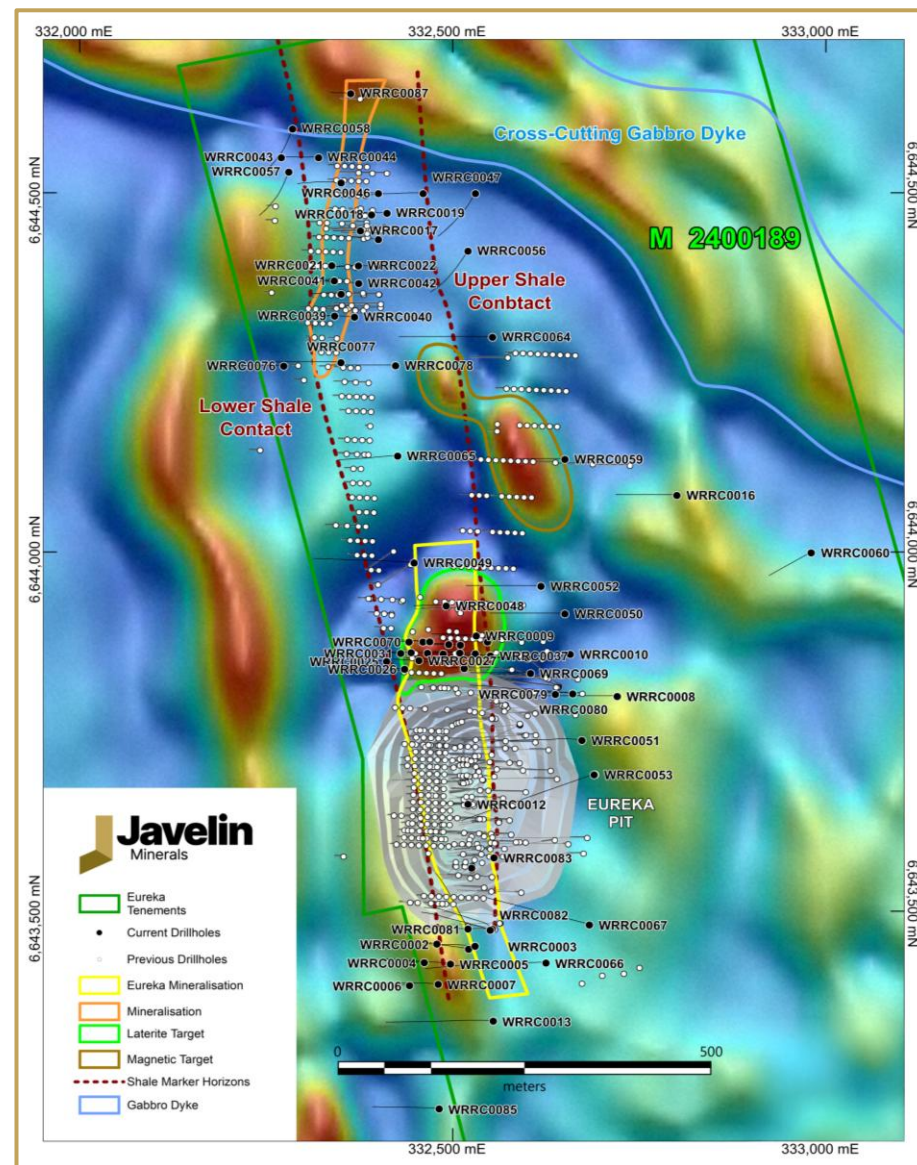 332,000 mE
332,500 mE
333,000 mE
WRRC0087
WRRC0058
Cross-Cutting Gabbro Dyke
WRRC0043
WRRC0044
WRRC0057
WRRC0047
6,644,500 mN
6,644,500 mN
WRRC0046
WRRC0018
WRRC0019
WRRC0017
M 2400189
WRRC0056
WRRC0021
WRRC0022
Upper Shale
Conbtact
WRRC0041
WRRC0042
WRRC0039
WRRC0040
WRRC0064
WRRC0077
WRRC0076
WRRC0078
Lower Shale
Contact
WRRC0065
WRRC0059
WRRC0016
6,644,000 mN
6,644,000 mN
WRRC0060
WRRC0049
WRRC0052
WRRC0048
WRRC0050
WRRC0070
WRRC0009
WRRC0031
WRRC0037
WRRC0010
WRRC0027
WRRC0026
WRRC0069
WRRC0079
WRRC0008
WRRC0080
WRRC0051
WRRC0053
WRRC0012
EUREKA
PIT
WRRC0083
WRRC0082
WRRC0081
WRRC0067
6,643,500 mN
6,643,500 mN
WRRC0002
WRRC0003
WRRC0004
WRRC0005
WRRC0066
WRRC0006
WRRC0007
WRRC0013
0
500
meters
WRRC0085
Javelin
Minerals
Eureka
Tenements
Current Drillholes
Previous Drillholes
Eureka Mineralisation
Mineralisation
Laterite Target
Magnetic Target
Shale Marker Horizons
Gabbro Dyke
332,500 mE
333,000 mE